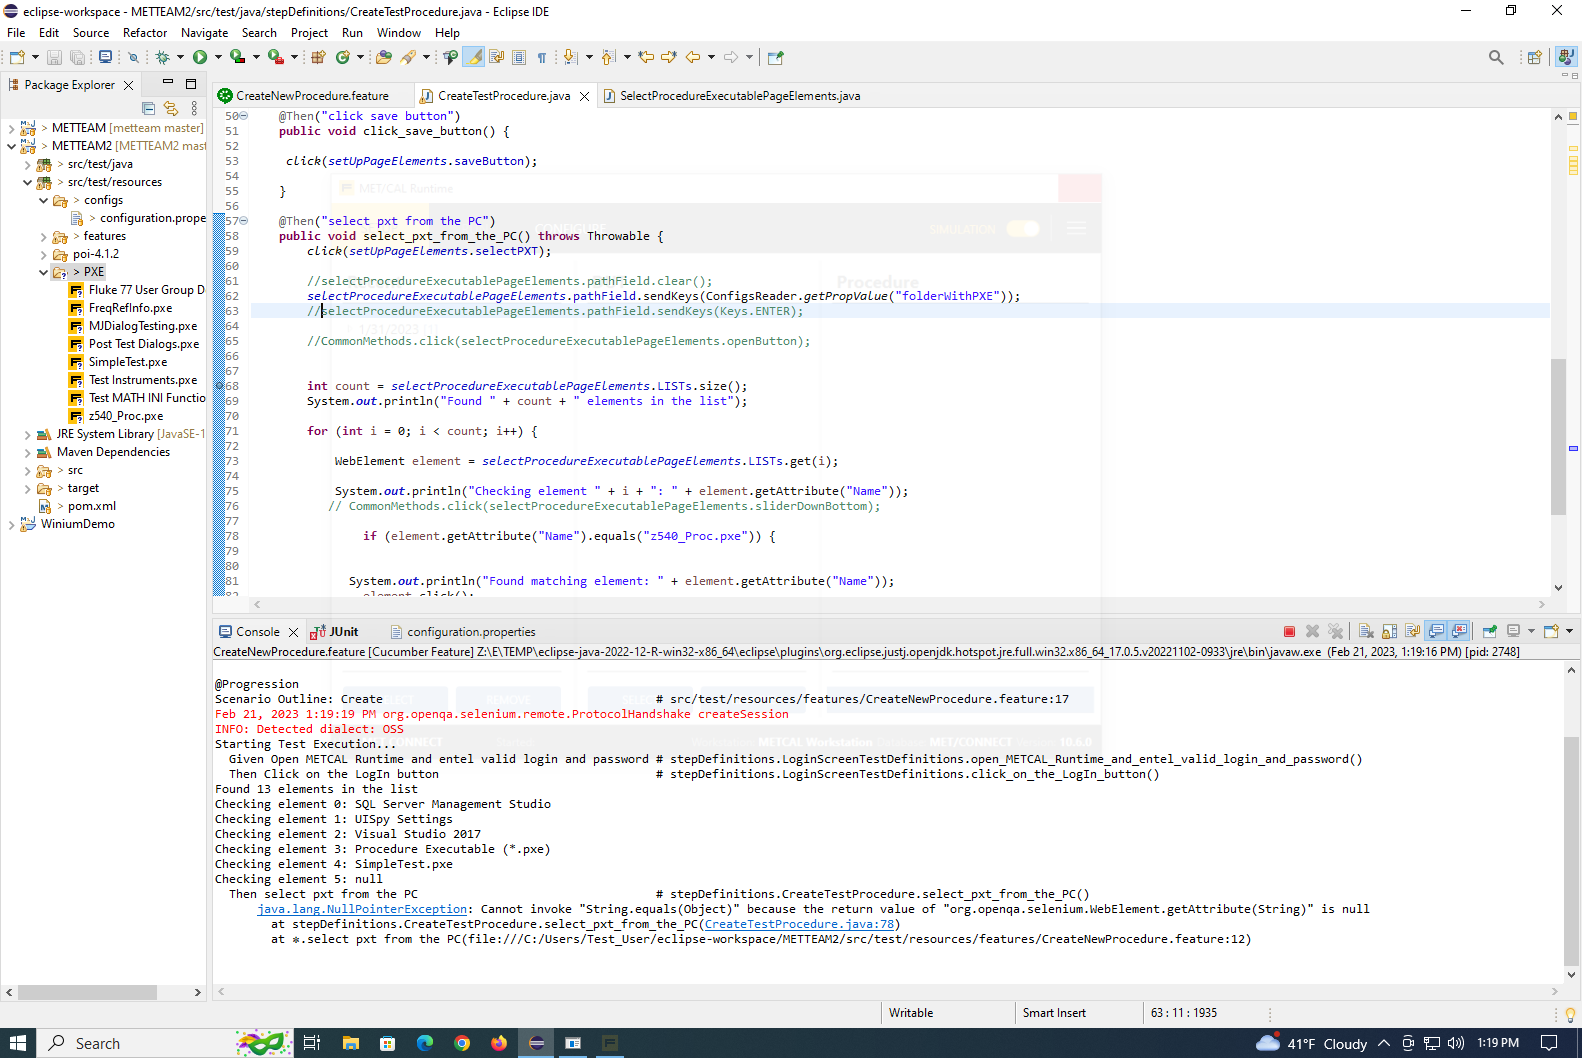 eclipse-workspace - METTEAM2/src/test/java/stepDefinitions/CreateTestProcedure.java - Eclipse IDE
File Edit Source Refactor Navigate Search Project Run Window Help
Package Explorer
METTEAM [metteam master]
METTEAM2 [METTEAM2 mast
src/test/java
src/test/resources
configs
configuration.prope
features
poi-4.1.2
PXE
Fluke 77 User Group D
FreqRefInfo.pxe
MJDialogTesting.pxe
Post Test Dialogs.pxe
SimpleTest.pxe
Test Instruments.pxe
Test MATH INI Functio
z540_Proc.pxe
JRE System Library [JavaSE-1
Maven Dependencies
src
target
pom.xml
WiniumDemo
CreateNewProcedure.feature CreateTestProcedure.java SelectProcedureExecutablePageElements.java
50 @Then("click save button")
51 public void click_save_button() {
52
53 click(setUpPageElements.saveButton);
54
55 }
56
57 @Then("select pxt from the PC")
58 public void select_pxt_from_the_PC() throws Throwable {
59 click(setUpPageElements.selectPXT);
60
61 //selectProcedureExecutablePageElements.pathField.clear();
62 selectProcedureExecutablePageElements.pathField.sendKeys(ConfigsReader.getPropValue("folderWithPXE"));
63 //selectProcedureExecutablePageElements.pathField.sendKeys(Keys.ENTER);
64
65 //CommonMethods.click(selectProcedureExecutablePageElements.openButton);
66
67
68 int count = selectProcedureExecutablePageElements.LISTs.size();
69 System.out.println("Found " + count + " elements in the list");
70
71 for (int i = 0; i < count; i++) {
72
73 WebElement element = selectProcedureExecutablePageElements.LISTs.get(i);
74
75 System.out.println("Checking element " + i + ": " + element.getAttribute("Name"));
76 // CommonMethods.click(selectProcedureExecutablePageElements.sliderDownBottom);
77
78 if (element.getAttribute("Name").equals("z540_Proc.pxe")) {
79
80
81 System.out.println("Found matching element: " + element.getAttribute("Name"));
82 element.click();
MET/CAL Runtime
SIMULATION
Procedure
1/31/2023 (1)
METCAL Workstation MET/CONNECT 10.6.0
Console JUnit configuration.properties
CreateNewProcedure.feature [Cucumber Feature] Z:\E\TEMP\eclipse-java-2022-12-R-win32-x86_64\eclipse\plugins\org.eclipse.justj.openjdk.hotspot.jre.full.win32.x86_64_17.0.5.v20221102-0933\jre\bin\javaw.exe (Feb 21, 2023, 1:19:16 PM) [pid: 2748]
@Progression
Scenario Outline: Create # src/test/resources/features/CreateNewProcedure.feature:17
Feb 21, 2023 1:19:19 PM org.openqa.selenium.remote.ProtocolHandshake createSession
INFO: Detected dialect: OSS
Starting Test Execution...
Given Open METCAL Runtime and entel valid login and password # stepDefinitions.LoginScreenTestDefinitions.open_METCAL_Runtime_and_entel_valid_login_and_password()
Then Click on the LogIn button # stepDefinitions.LoginScreenTestDefinitions.click_on_the_LogIn_button()
Found 13 elements in the list
Checking element 0: SQL Server Management Studio
Checking element 1: UISpy Settings
Checking element 2: Visual Studio 2017
Checking element 3: Procedure Executable (*.pxe)
Checking element 4: SimpleTest.pxe
Checking element 5: null
Then select pxt from the PC # stepDefinitions.CreateTestProcedure.select_pxt_from_the_PC()
java.lang.NullPointerException: Cannot invoke "String.equals(Object)" because the return value of "org.openqa.selenium.WebElement.getAttribute(String)" is null
at stepDefinitions.CreateTestProcedure.select_pxt_from_the_PC(CreateTestProcedure.java:78)
at *.select pxt from the PC(file:///C:/Users/Test_User/eclipse-workspace/METTEAM2/src/test/resources/features/CreateNewProcedure.feature:12)
Writable Smart Insert 63 : 11 : 1935
Search 41°F Cloudy 1:19 PM